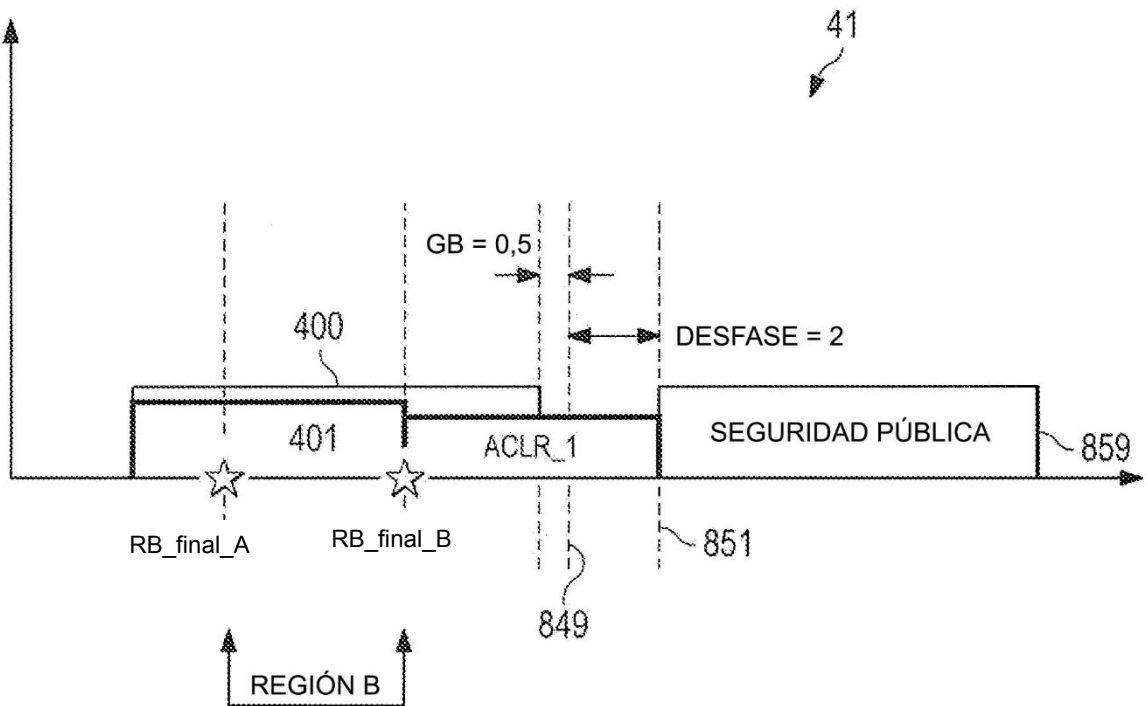 41
GB = 0,5
400
DESFASE = 2
401
ACLR_1
SEGURIDAD PÚBLICA
859
RB_final_A
RB_final_B
851
849
REGIÓN B